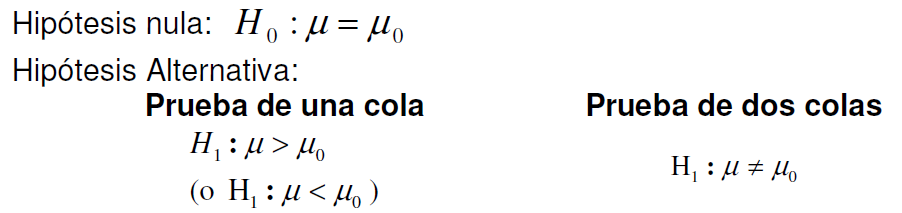 Hipótesis nula: H₀ : μ = μ₀
Hipótesis Alternativa:
Prueba de una cola
H₁ : μ > μ₀
(o H₁ : μ < μ₀ )
Prueba de dos colas
H₁ : μ ≠ μ₀